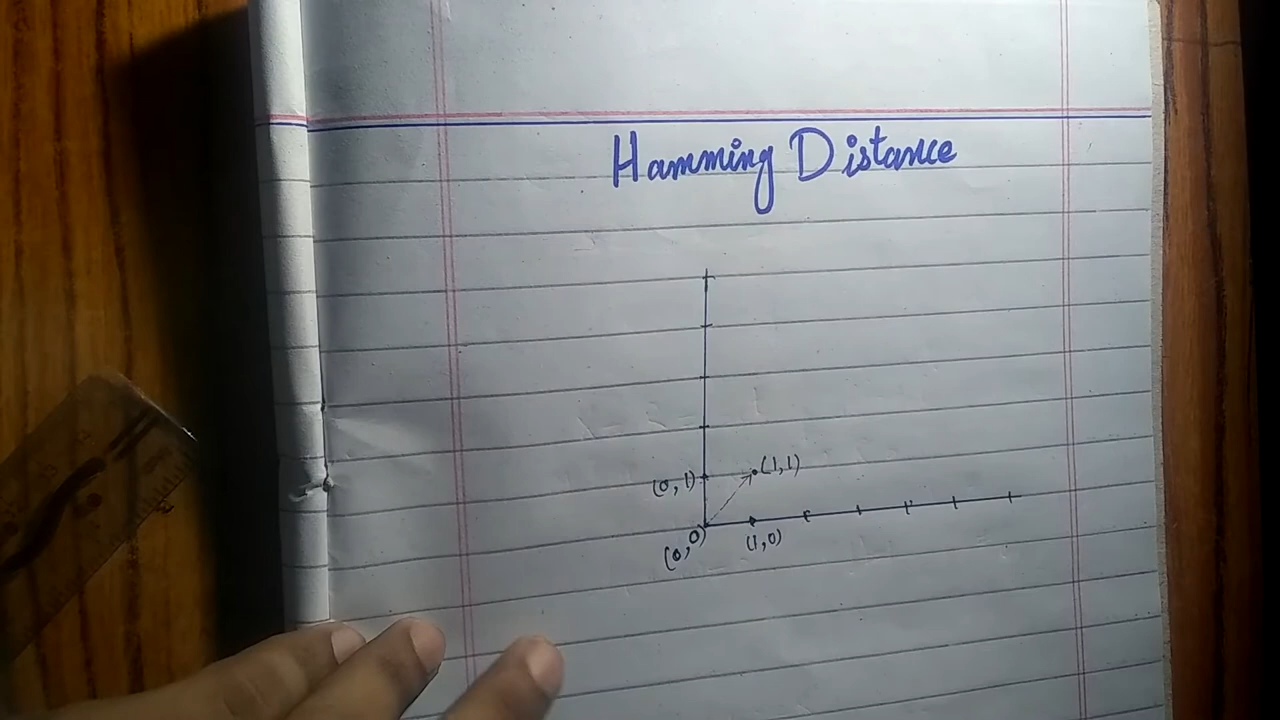 Hamming Distance
(0,1)
(1,1)
(0,0)
(1,0)